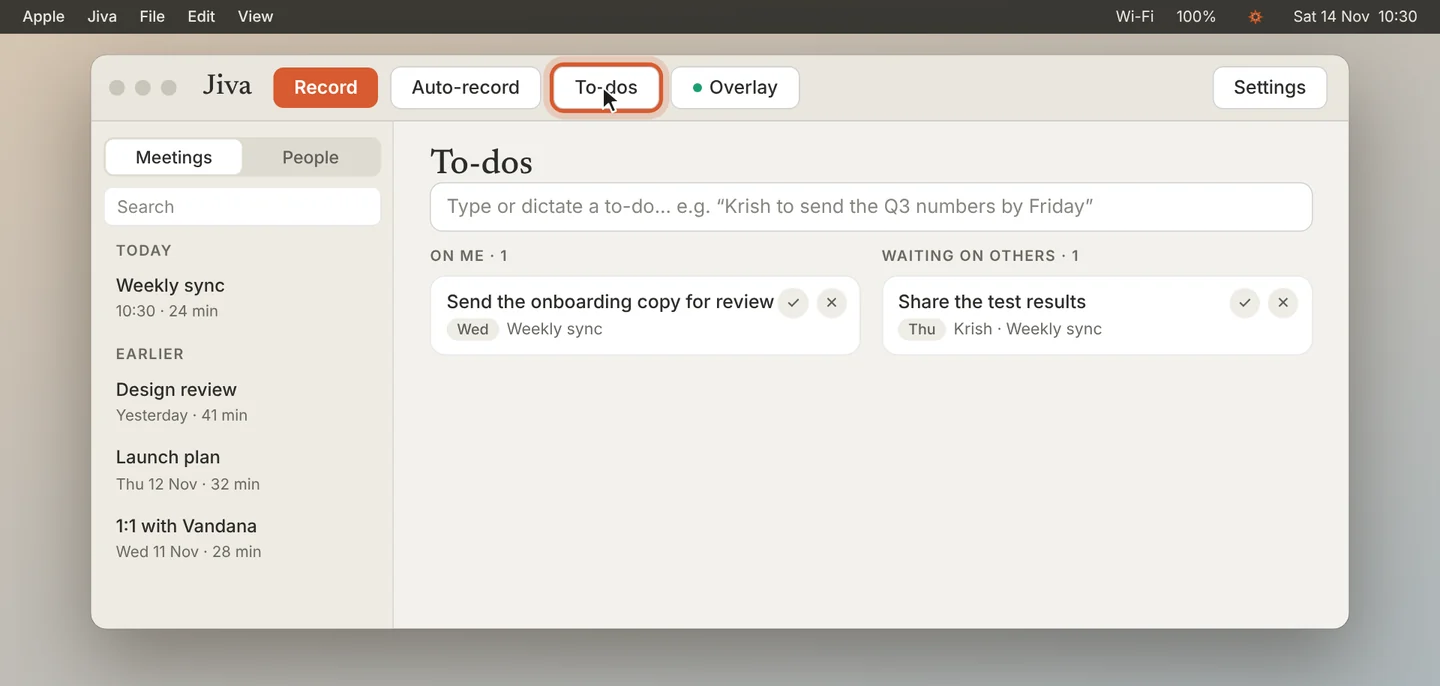 Apple Jiva File Edit View Wi-Fi 100% Sat 14 Nov 10:30
Jiva Record Auto-record To-dos Overlay Settings
Meetings People
Search
TODAY
Weekly sync
10:30 · 24 min
EARLIER
Design review
Yesterday · 41 min
Launch plan
Thu 12 Nov · 32 min
1:1 with Vandana
Wed 11 Nov · 28 min
To-dos
Type or dictate a to-do... e.g. “Krish to send the Q3 numbers by Friday”
ON ME · 1
Send the onboarding copy for review
Wed Weekly sync
WAITING ON OTHERS · 1
Share the test results
Thu Krish · Weekly sync